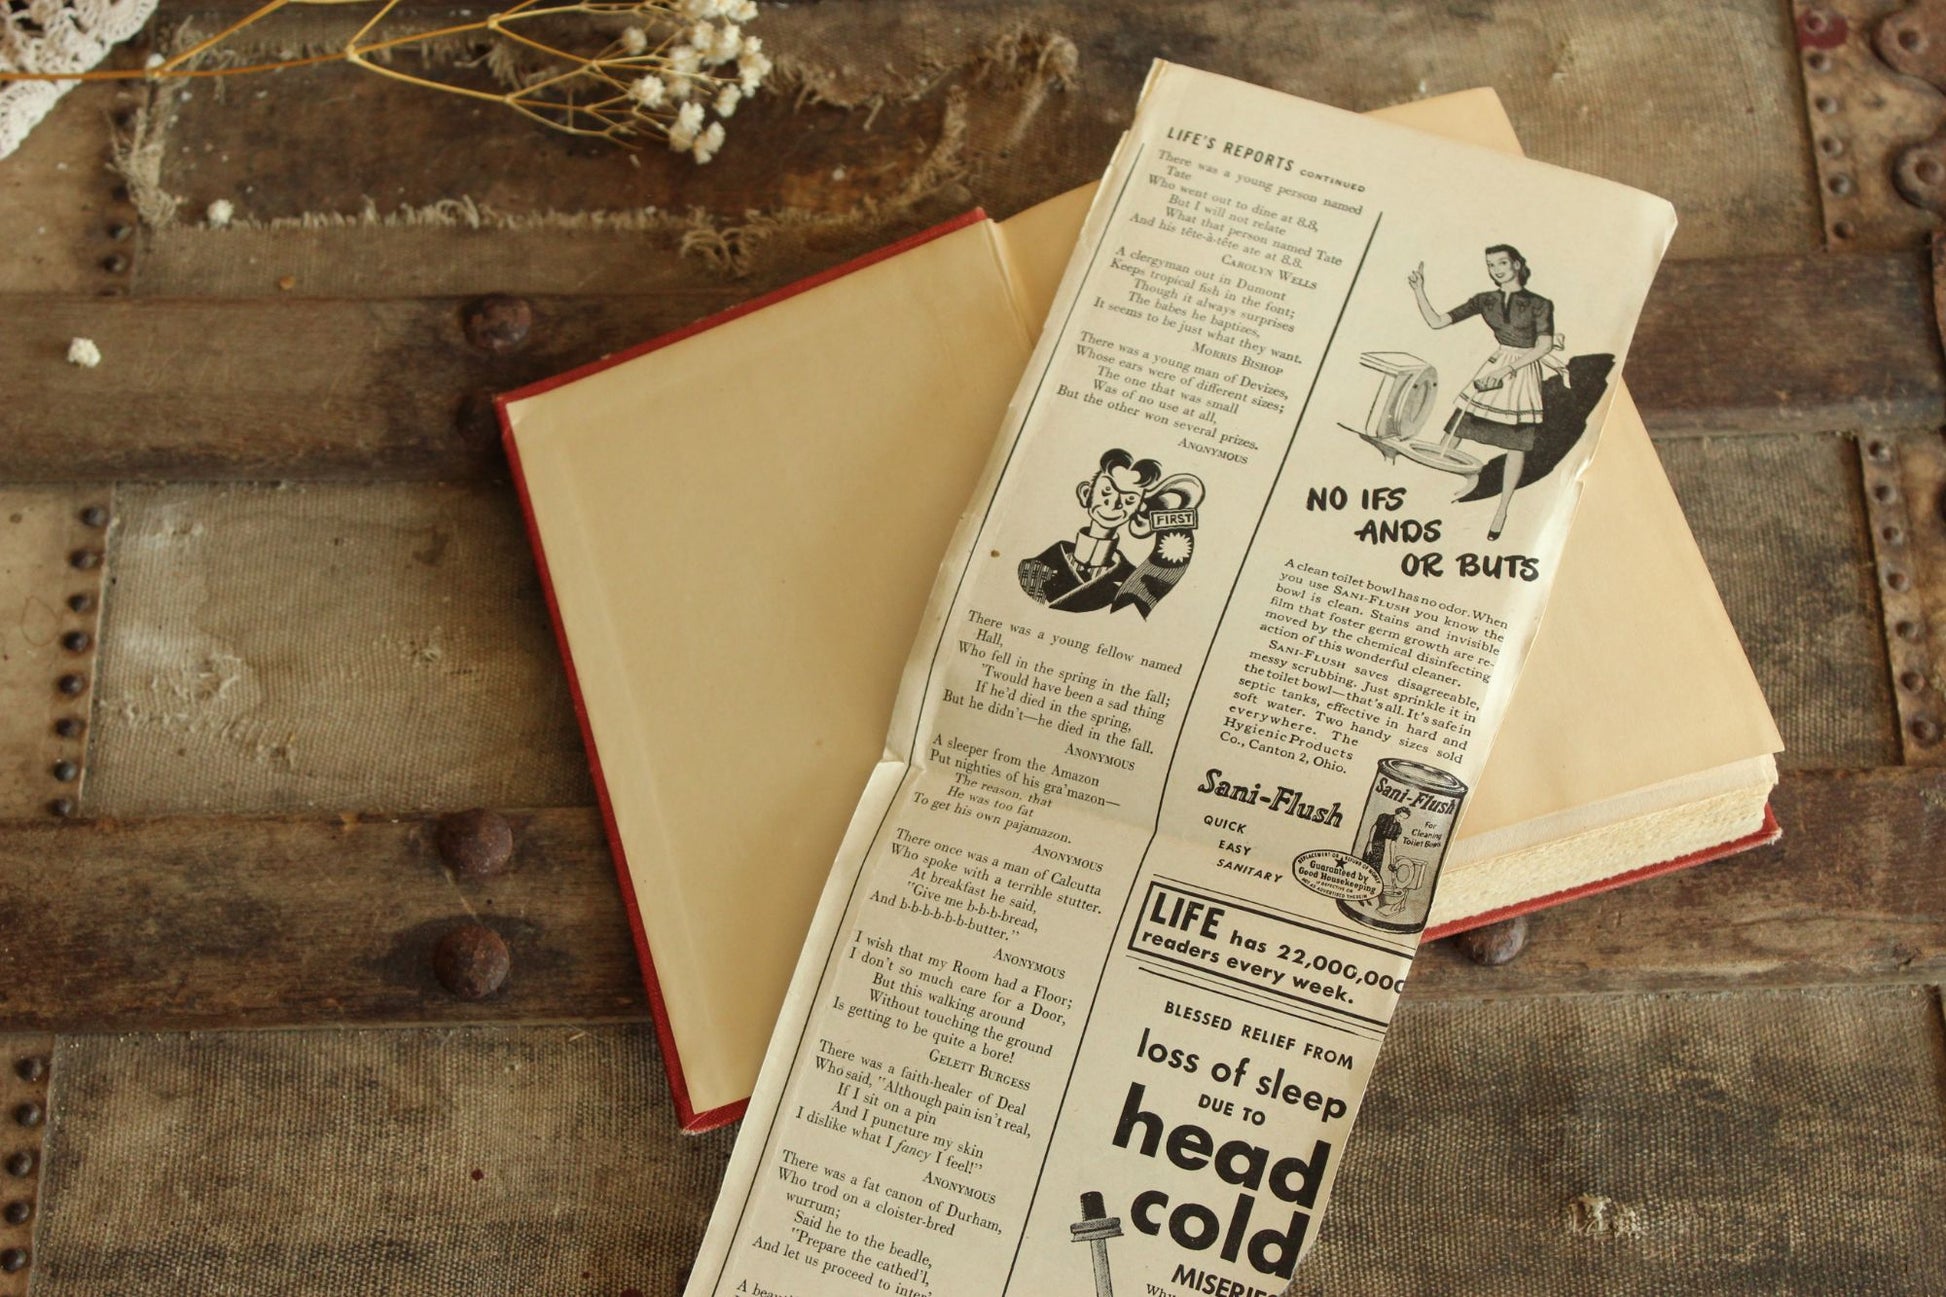 LIFE'S REPORTS CONTINUED
There was a young person named
Tate
Who went out to dine at 8.8,
But I will not relate
What that person named Tate
And his tête-à-tête ate at 8.8.
CAROLYN WELLS
A clergyman out in Dumont
Keeps tropical fish in the font;
Though it always surprises
The babes he baptizes,
It seems to be just what they want.
MORRIS BISHOP
There was a young man of Devizes,
Whose ears were of different sizes;
The one that was small
Was of no use at all,
But the other won several prizes.
ANONYMOUS
FIRST
There was a young fellow named
Hall,
Who fell in the spring in the fall;
'Twould have been a sad thing
If he'd died in the spring,
But he didn't—he died in the fall.
ANONYMOUS
A sleeper from the Amazon
Put nighties of his gra'mazon—
The reason, that
He was too fat
To get his own pajamazon.
ANONYMOUS
There once was a man of Calcutta
Who spoke with a terrible stutter.
At breakfast he said,
"Give me b-b-b-bread,
And b-b-b-b-b-b-butter."
ANONYMOUS
I wish that my Room had a Floor;
I don't so much care for a Door,
But this walking around
Without touching the ground
Is getting to be quite a bore!
GELETT BURGESS
There was a faith-healer of Deal
Who said, "Although pain isn't real,
If I sit on a pin
And I puncture my skin
I dislike what I fancy I feel!"
ANONYMOUS
There was a fat canon of Durham,
Who trod on a cloister-bred
wurrum;
Said he to the beadle,
"Prepare the cathed'l,
And let us proceed to inter'
NO IFS
ANDS
OR BUTS
A clean toilet bowl has no odor. When
you use SANI-FLUSH you know the
bowl is clean. Stains and invisible
film that foster germ growth are re-
moved by the chemical disinfecting
action of this wonderful cleaner.
SANI-FLUSH saves disagreeable,
messy scrubbing. Just sprinkle it in
the toilet bowl—that's all. It's safe in
septic tanks, effective in hard and
soft water. Two handy sizes sold
everywhere. The
Hygienic Products
Co., Canton 2, Ohio.
Sani-Flush
QUICK
EASY
SANITARY
Sani-Flush
For
Cleaning
Toilet Bowls
REPLACEMENT OR A REFUND OF MONEY
Guaranteed by
Good Housekeeping
IF DEFECTIVE OR
NOT AS ADVERTISED THEREIN
LIFE has 22,000,000
readers every week.
BLESSED RELIEF FROM
loss of sleep
DUE TO
head
cold
MISERIES